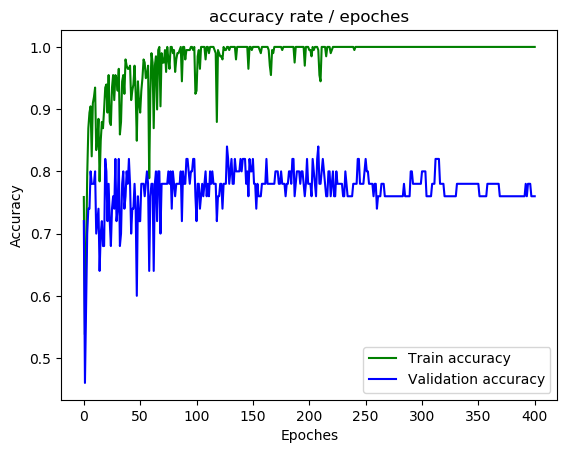 accuracy rate / epoches
1.0
0.9
0.8
0.7
0.6
0.5
Accuracy
Train accuracy
Validation accuracy
0 50 100 150 200 250 300 350 400
Epoches